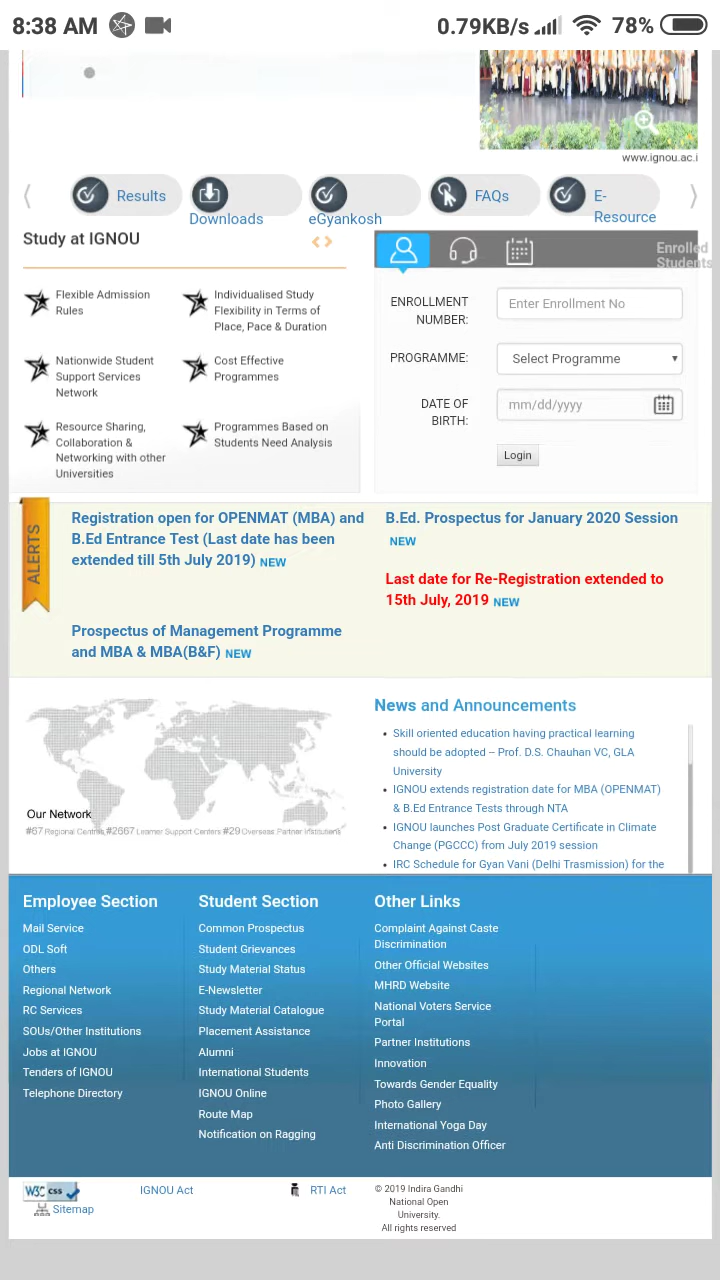 8:38 AM
0.79KB/s
78%
www.ignou.ac.i
Results
Downloads
eGyankosh
FAQs
E-
Resource
Study at IGNOU
Flexible Admission
Rules
Individualised Study
Flexibility in Terms of
Place, Pace & Duration
Nationwide Student
Support Services
Network
Cost Effective
Programmes
Resource Sharing,
Collaboration &
Networking with other
Universities
Programmes Based on
Students Need Analysis
Enrolled
Students
ENROLLMENT
NUMBER:
Enter Enrollment No
PROGRAMME:
Select Programme
DATE OF
BIRTH:
mm/dd/yyyy
Login
ALERTS
Registration open for OPENMAT (MBA) and
B.Ed Entrance Test (Last date has been
extended till 5th July 2019) NEW
Prospectus of Management Programme
and MBA & MBA(B&F) NEW
B.Ed. Prospectus for January 2020 Session
NEW
Last date for Re-Registration extended to
15th July, 2019 NEW
Our Network
#67 Regional Centres #2667 Learner Support Centers #29 Overseas Partner Institutions
News and Announcements
• Skill oriented education having practical learning
should be adopted – Prof. D.S. Chauhan VC, GLA
University
• IGNOU extends registration date for MBA (OPENMAT)
& B.Ed Entrance Tests through NTA
• IGNOU launches Post Graduate Certificate in Climate
Change (PGCCC) from July 2019 session
• IRC Schedule for Gyan Vani (Delhi Trasmission) for the
Employee Section
Mail Service
ODL Soft
Others
Regional Network
RC Services
SOUs/Other Institutions
Jobs at IGNOU
Tenders of IGNOU
Telephone Directory
Student Section
Common Prospectus
Student Grievances
Study Material Status
E-Newsletter
Study Material Catalogue
Placement Assistance
Alumni
International Students
IGNOU Online
Route Map
Notification on Ragging
Other Links
Complaint Against Caste
Discrimination
Other Official Websites
MHRD Website
National Voters Service
Portal
Partner Institutions
Innovation
Towards Gender Equality
Photo Gallery
International Yoga Day
Anti Discrimination Officer
W3C css
Sitemap
IGNOU Act
RTI Act
© 2019 Indira Gandhi
National Open
University.
All rights reserved